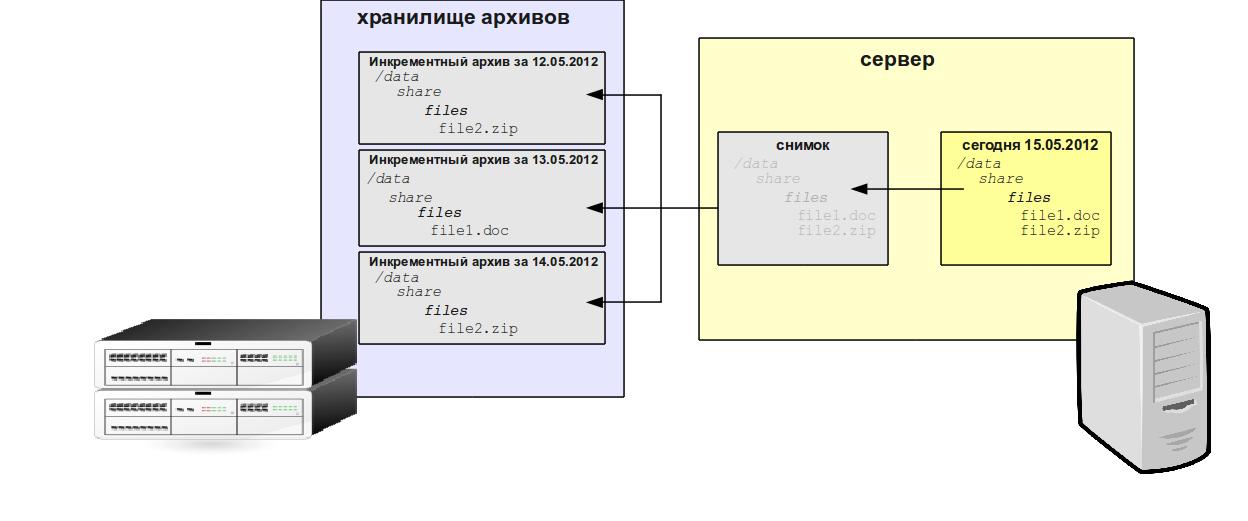 хранилище архивов
Инкрементный архив за 12.05.2012
/data
share
files
file2.zip
Инкрементный архив за 13.05.2012
/data
share
files
file1.doc
Инкрементный архив за 14.05.2012
/data
share
files
file2.zip
сервер
снимок
/data
share
files
file1.doc
file2.zip
сегодня 15.05.2012
/data
share
files
file1.doc
file2.zip